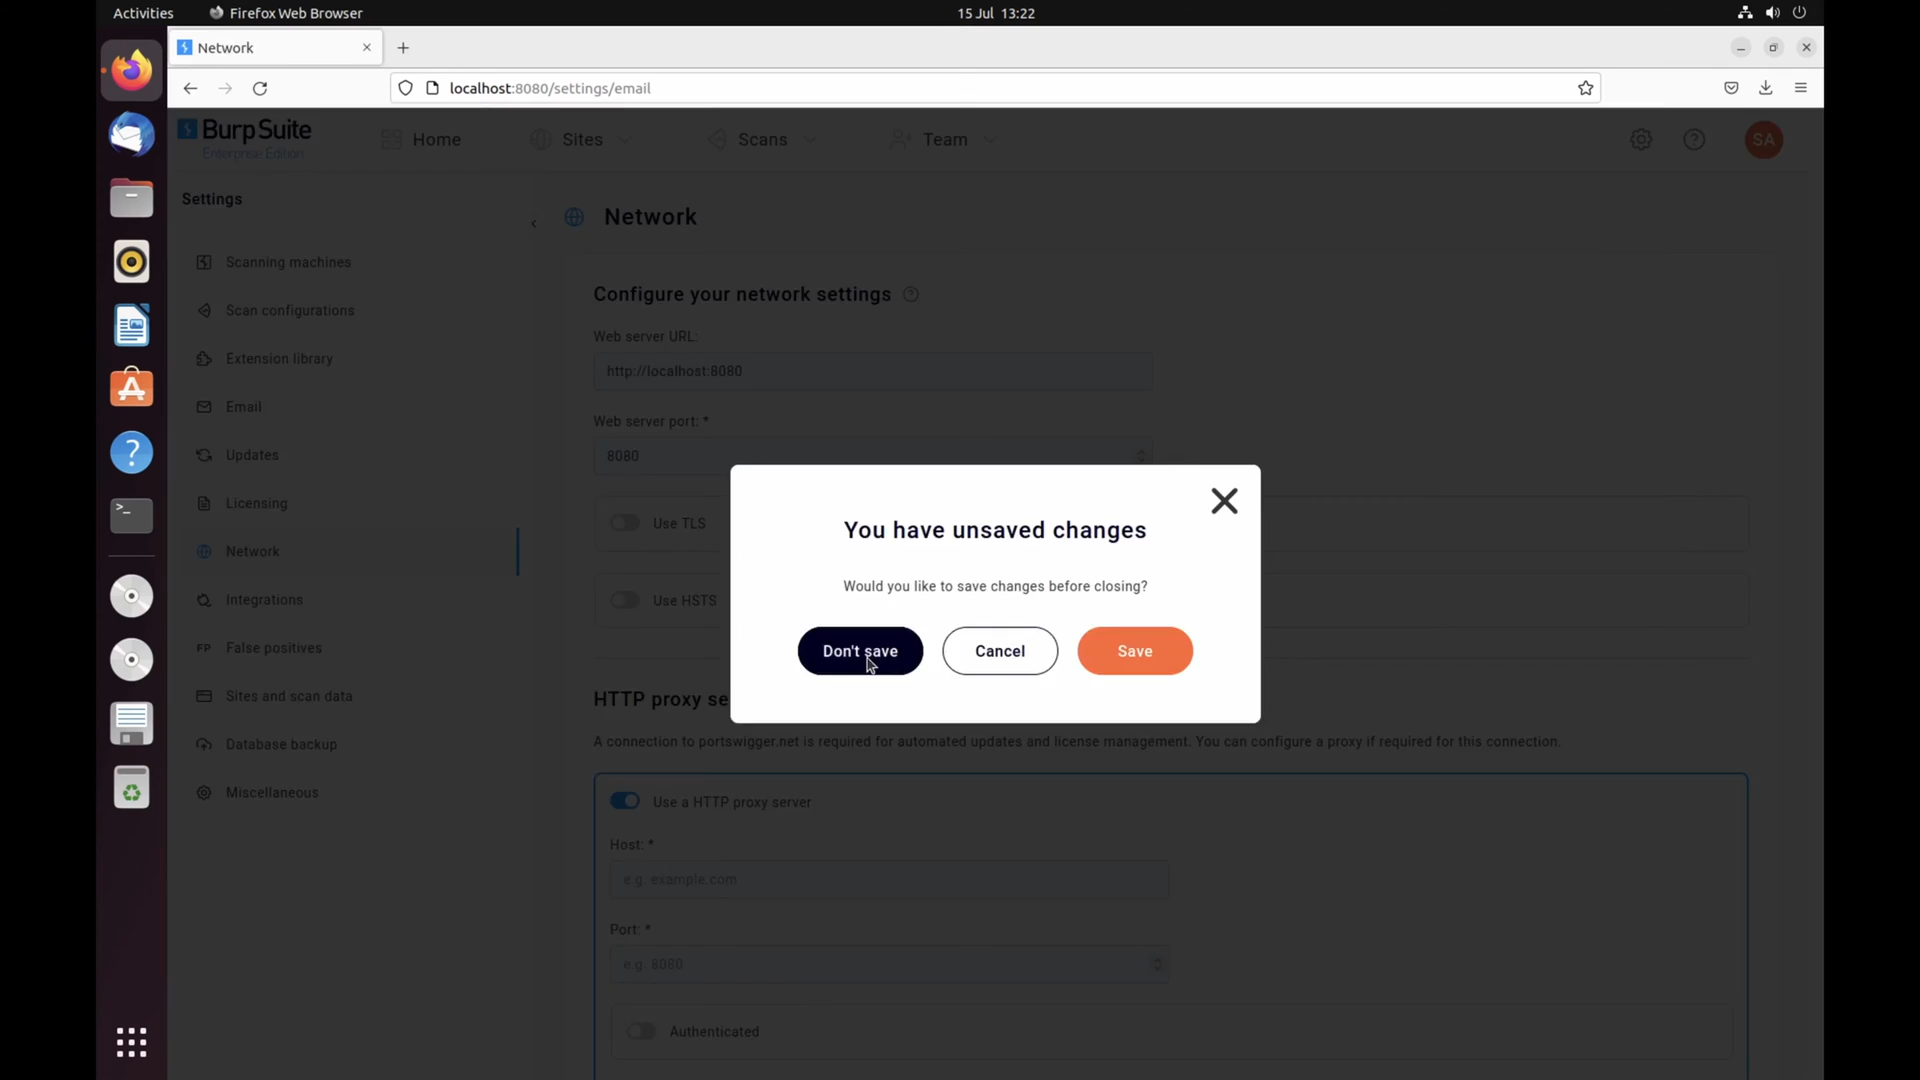 Activities
Firefox Web Browser
15 Jul 13:22
Network
localhost:8080/settings/email
BurpSuite
Enterprise Edition
Home
Sites
Scans
Team
SA
Settings
Scanning machines
Scan configurations
Extension library
Email
Updates
Licensing
Network
Integrations
FP False positives
Sites and scan data
Database backup
Miscellaneous
Network
Configure your network settings
Web server URL:
http://localhost:8080
Web server port: *
8080
Use TLS
Use HSTS
You have unsaved changes
Would you like to save changes before closing?
Don't save
Cancel
Save
HTTP proxy se
A connection to portswigger.net is required for automated updates and license management. You can configure a proxy if required for this connection.
Use a HTTP proxy server
Host: *
e.g. example.com
Port: *
e.g. 8080
Authenticated